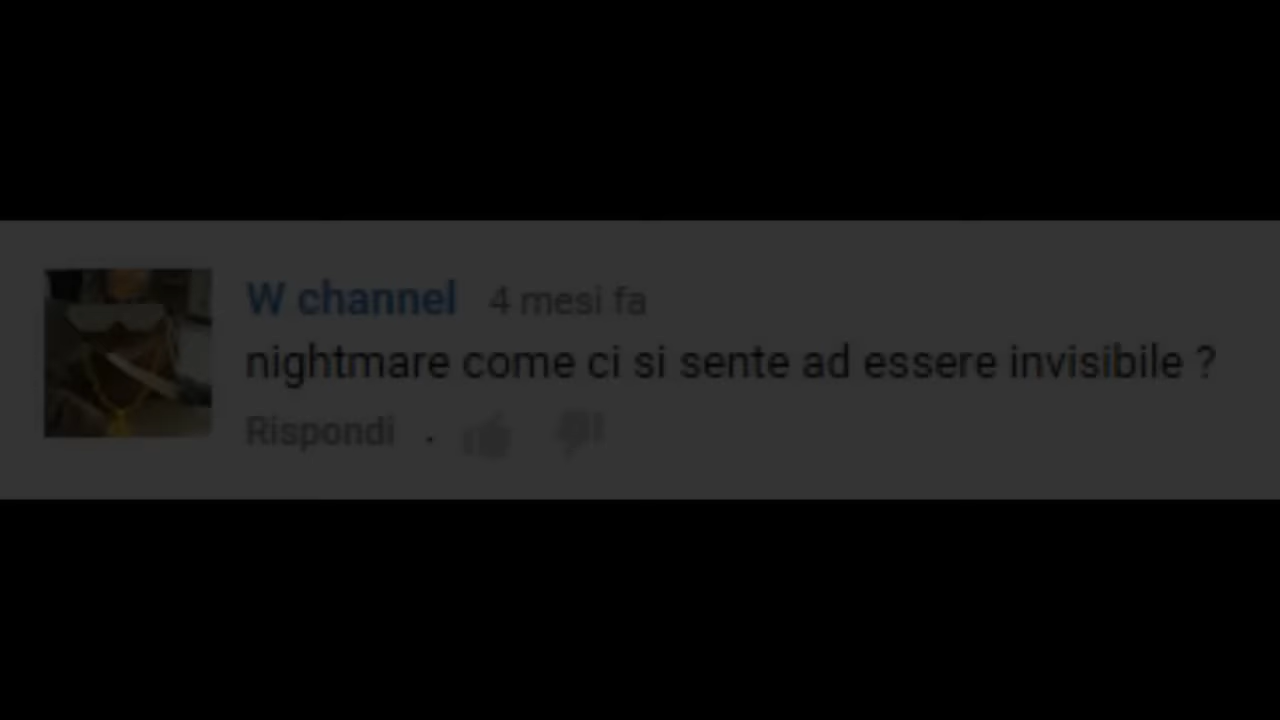 W channel 4 mesi fa
nightmare come ci si sente ad essere invisibile ?
Rispondi .